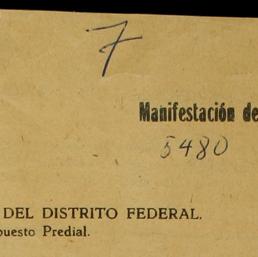 7
Manifestación de
5480
DEL DISTRITO FEDERAL.
puesto Predial.